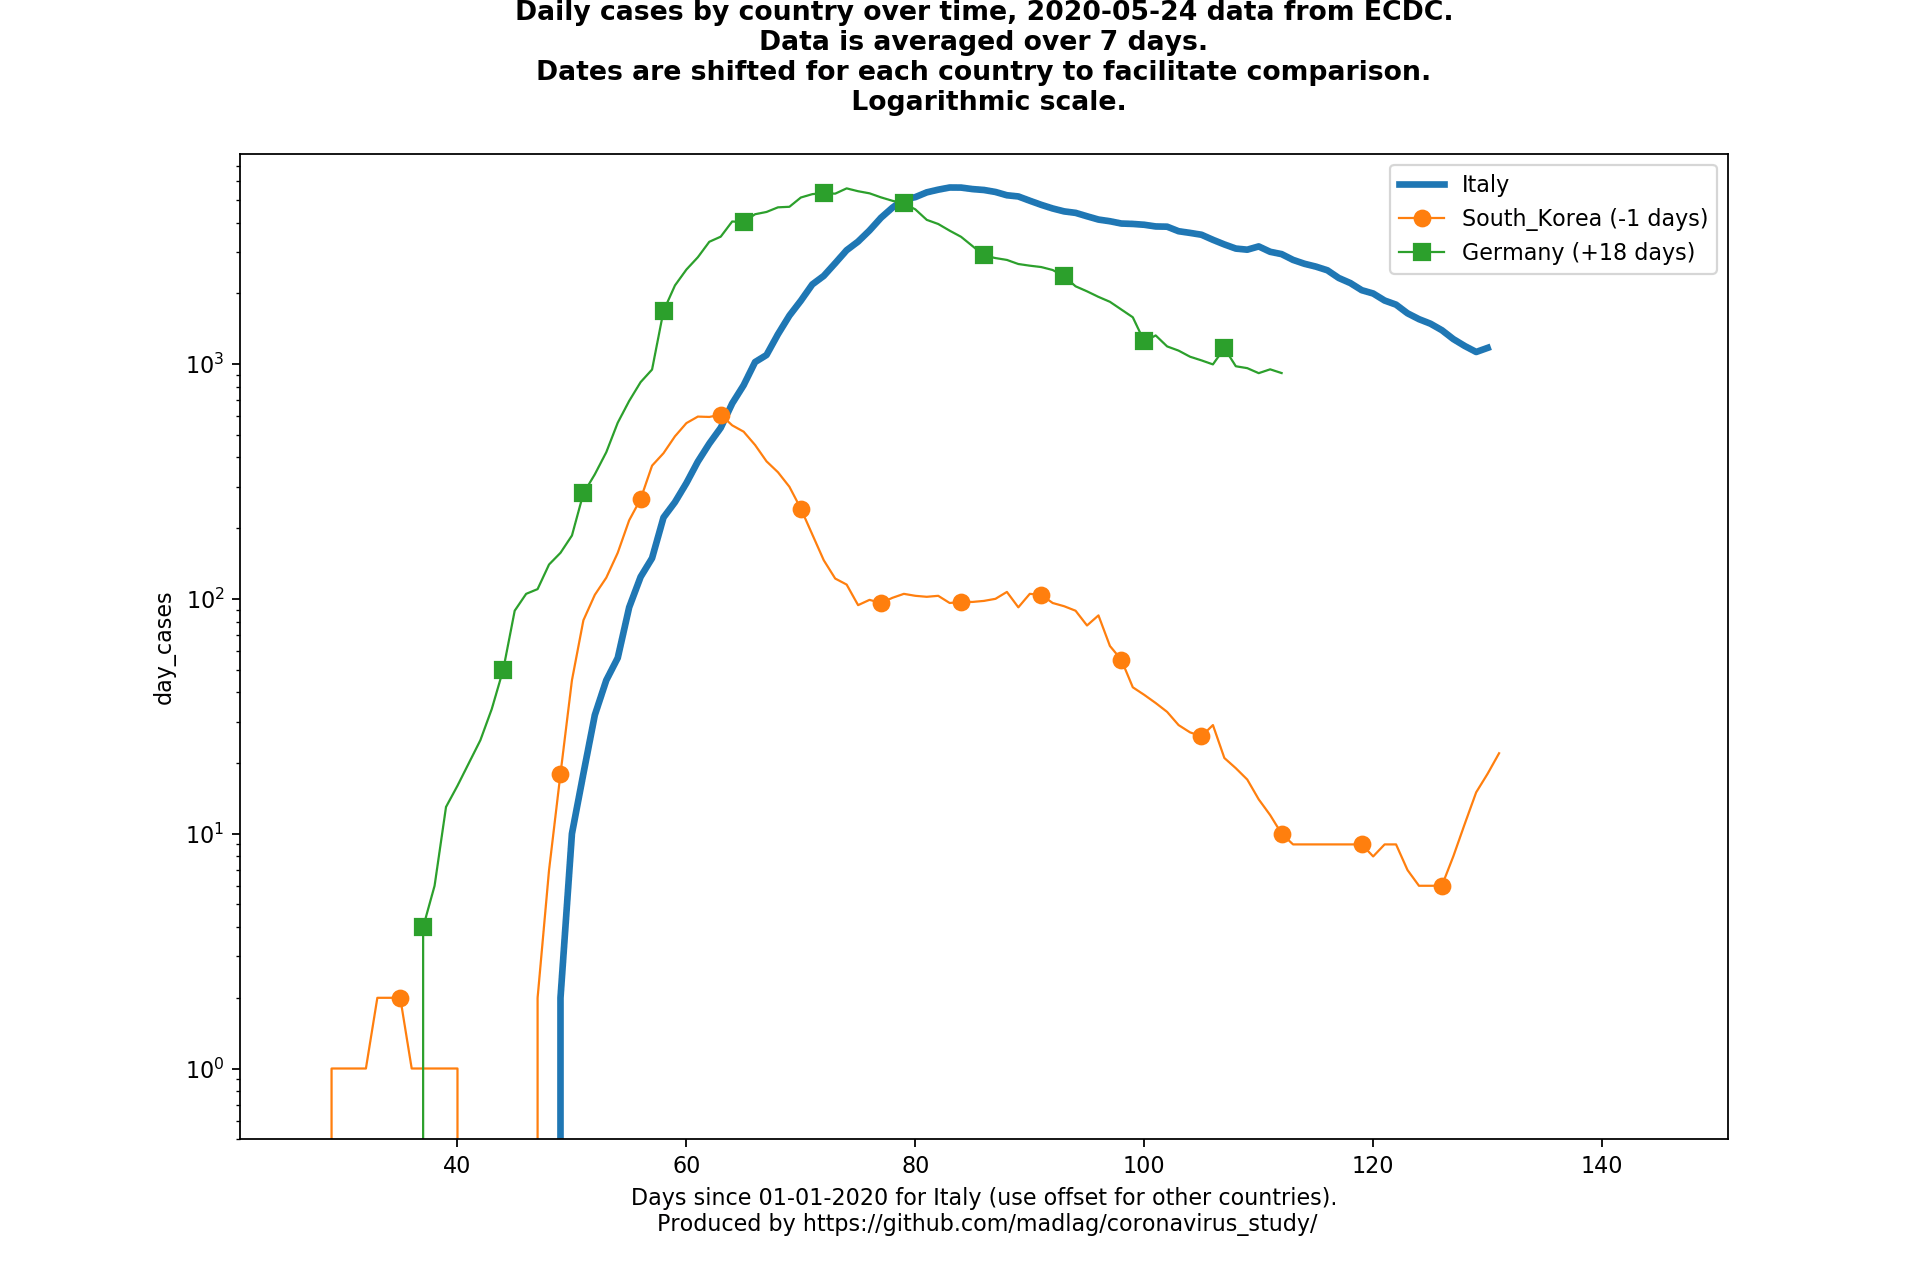 Daily cases by country over time, 2020-05-24 data from ECDC.
Data is averaged over 7 days.
Dates are shifted for each country to facilitate comparison.
Logarithmic scale.
Italy
South_Korea (-1 days)
Germany (+18 days)
day_cases
10³
10²
10¹
10⁰
40 60 80 100 120 140
Days since 01-01-2020 for Italy (use offset for other countries).
Produced by https://github.com/madlag/coronavirus_study/